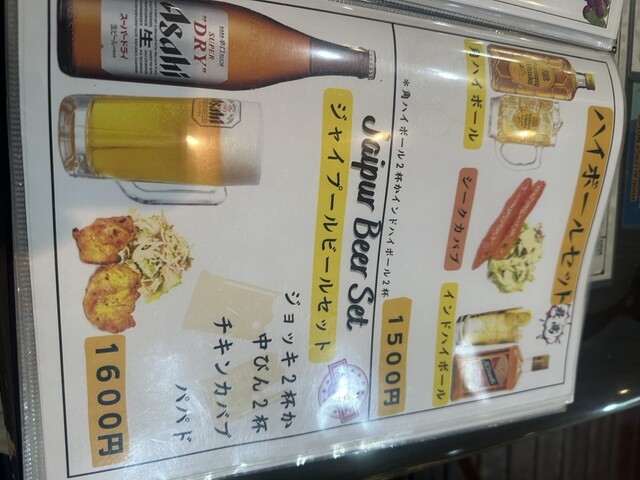 ハイボールセット
角ハイボール
シークカバブ
インドハイボール
*角ハイボール2杯かインドハイボール2杯
1500円
Jaipur Beer Set
ジャイプールビールセット
ジョッキ2杯か
中びん2杯
チキンカバブ
パパド
1600円
Asahi
SUPER
"DRY"
生
スーパードライ
Asahi